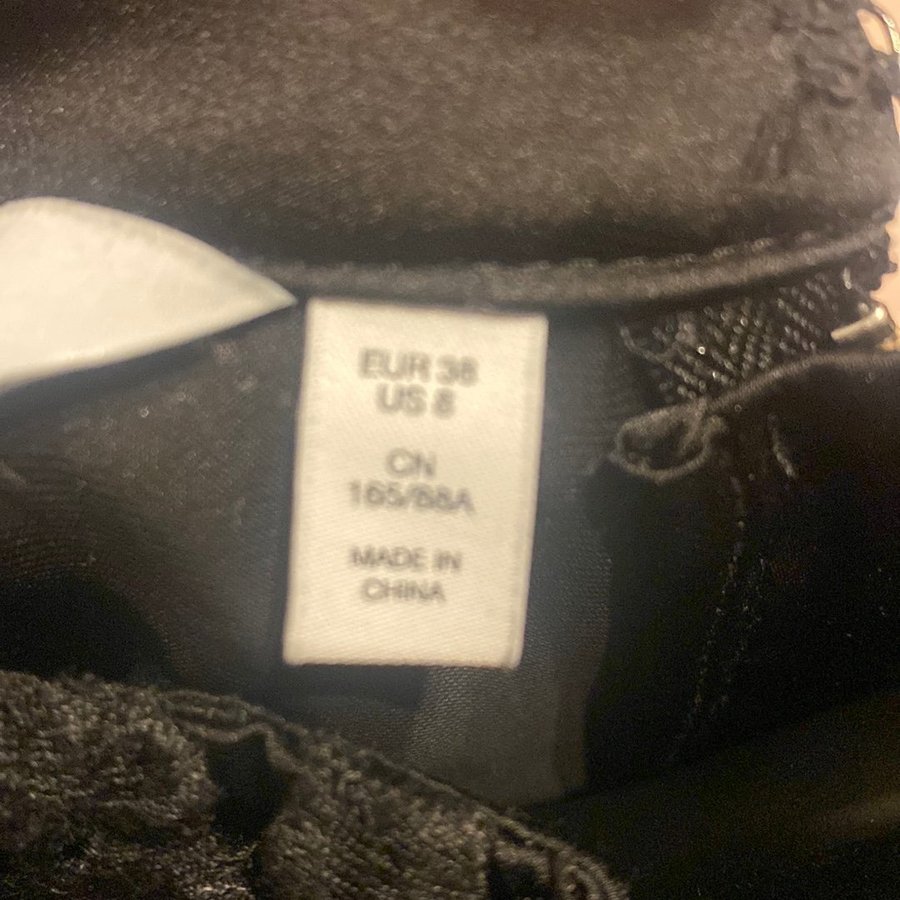 EUR 38
US 8
CN
165/88A
MADE IN
CHINA